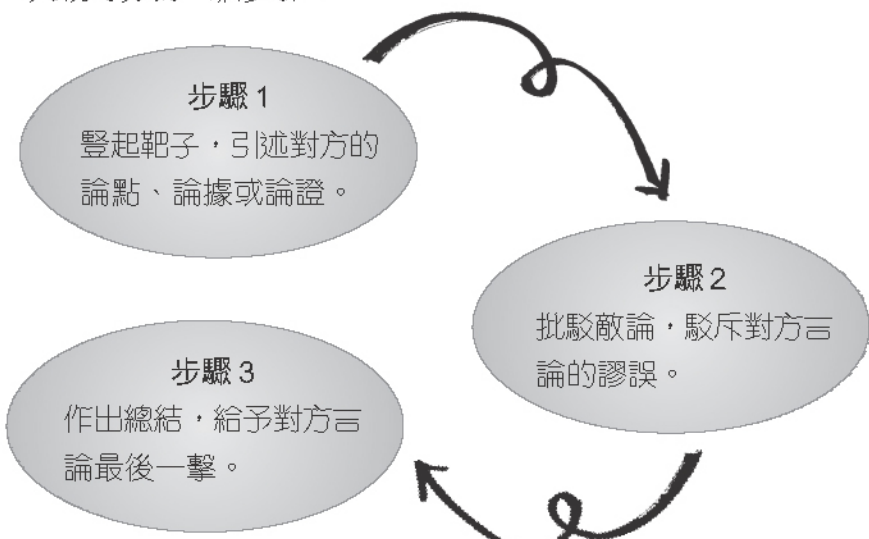 步驟 1
豎起靶子，引述對方的
論點、論據或論證。
步驟 2
批駁敵論，駁斥對方言
論的謬誤。
步驟 3
作出總結，給予對方言
論最後一擊。